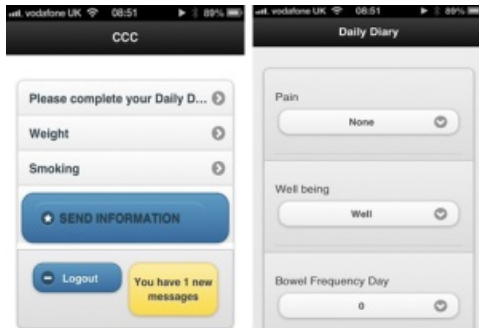 vodafone UK 08:51 89%
CCC
Please complete your Daily D...
Weight
Smoking
SEND INFORMATION
Logout
You have 1 new
messages
vodafone UK 08:51 89%
Daily Diary
Pain
None
Well being
Well
Bowel Frequency Day
0